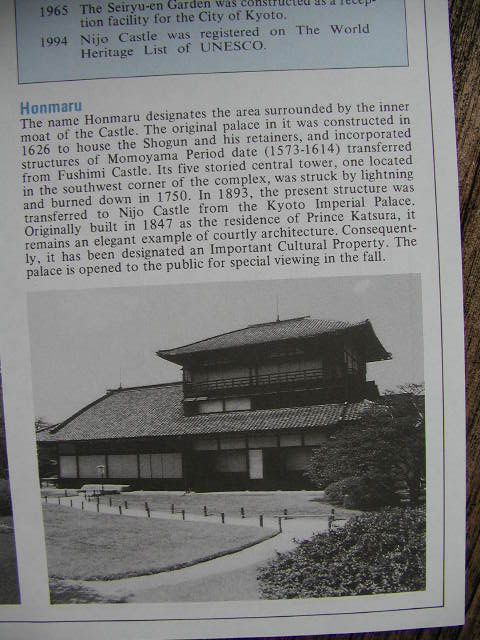 1965 The Seiryu-en Garden was constructed as a recep-
tion facility for the City of Kyoto.
1994 Nijo Castle was registered on The World
Heritage List of UNESCO.
Honmaru
The name Honmaru designates the area surrounded by the inner
moat of the Castle. The original palace in it was constructed in
1626 to house the Shogun and his retainers, and incorporated
structures of Momoyama Period date (1573-1614) transferred
from Fushimi Castle. Its five storied central tower, one located
in the southwest corner of the complex, was struck by lightning
and burned down in 1750. In 1893, the present structure was
transferred to Nijo Castle from the Kyoto Imperial Palace.
Originally built in 1847 as the residence of Prince Katsura, it
remains an elegant example of courtly architecture. Consequent-
ly, it has been designated an Important Cultural Property. The
palace is opened to the public for special viewing in the fall.